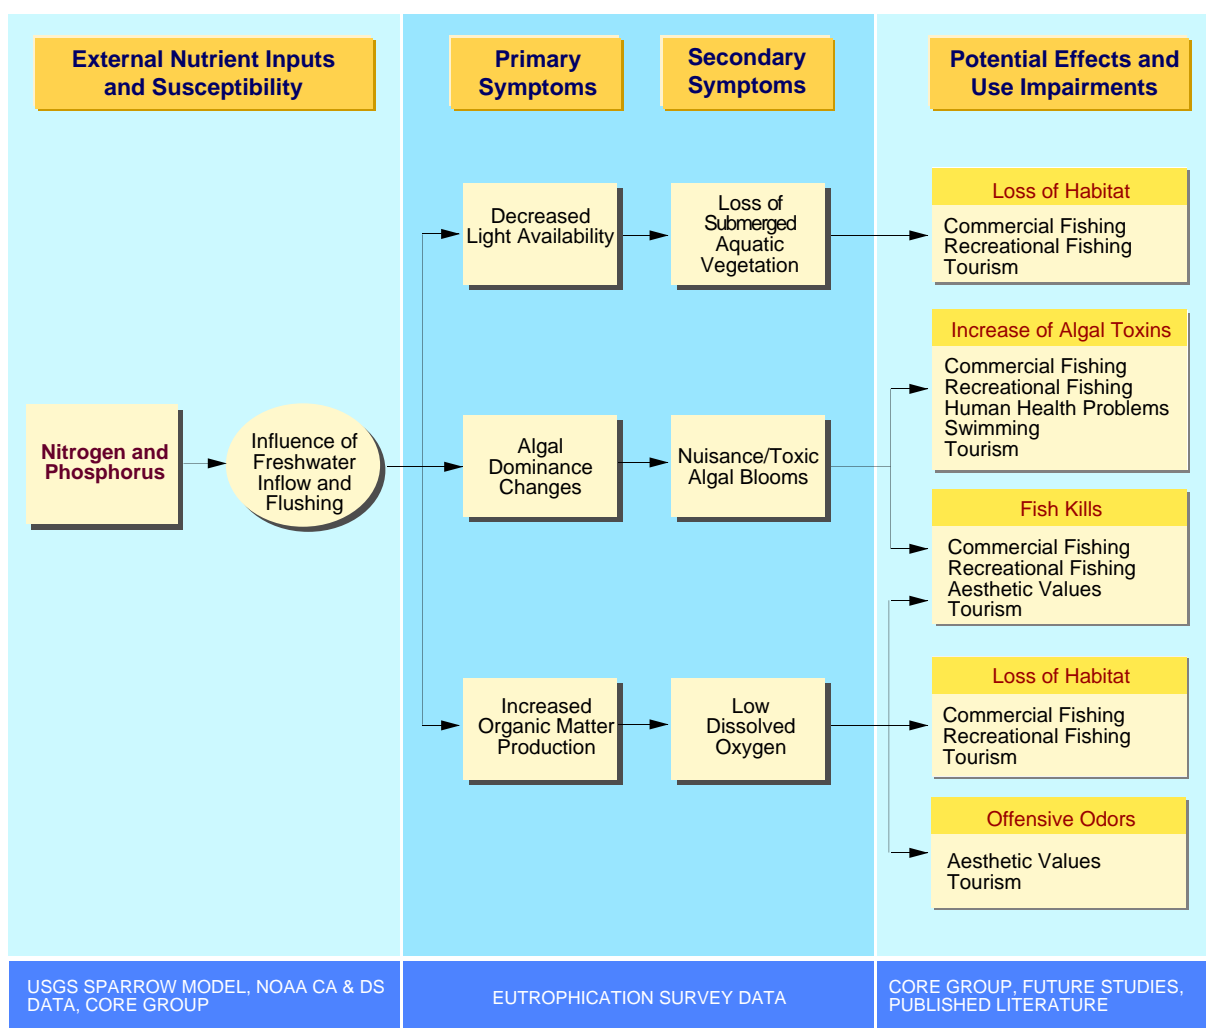 External Nutrient Inputs
and Susceptibility
Primary
Symptoms
Secondary
Symptoms
Potential Effects and
Use Impairments
Nitrogen and
Phosphorus
Influence of
Freshwater
Inflow and
Flushing
Decreased
Light Availability
Loss of
Submerged
Aquatic
Vegetation
Loss of Habitat
Commercial Fishing
Recreational Fishing
Tourism
Algal
Dominance
Changes
Nuisance/Toxic
Algal Blooms
Increase of Algal Toxins
Commercial Fishing
Recreational Fishing
Human Health Problems
Swimming
Tourism
Fish Kills
Commercial Fishing
Recreational Fishing
Aesthetic Values
Tourism
Increased
Organic Matter
Production
Low
Dissolved
Oxygen
Loss of Habitat
Commercial Fishing
Recreational Fishing
Tourism
Offensive Odors
Aesthetic Values
Tourism
USGS SPARROW MODEL, NOAA CA & DS
DATA, CORE GROUP
EUTROPHICATION SURVEY DATA
CORE GROUP, FUTURE STUDIES,
PUBLISHED LITERATURE